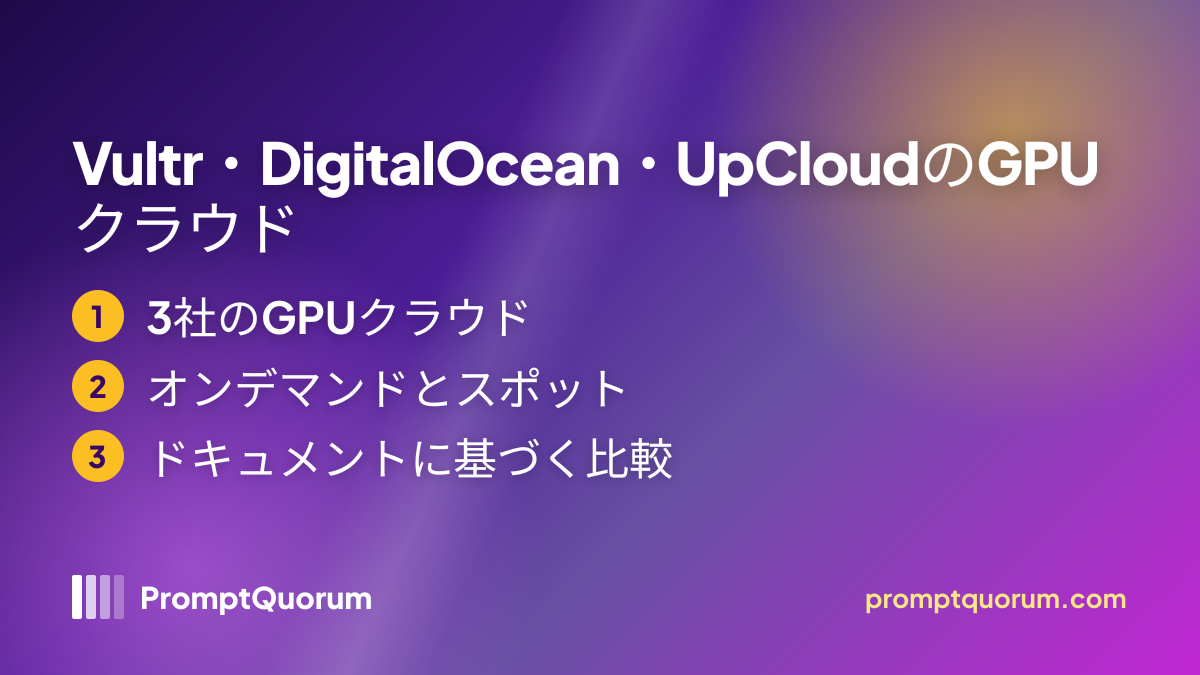 Vultr・DigitalOcean・UpCloudのGPU
クラウド
1 3社のGPUクラウド
2 オンデマンドとスポット
3 ドキュメントに基づく比較
PromptQuorum
promptquorum.com